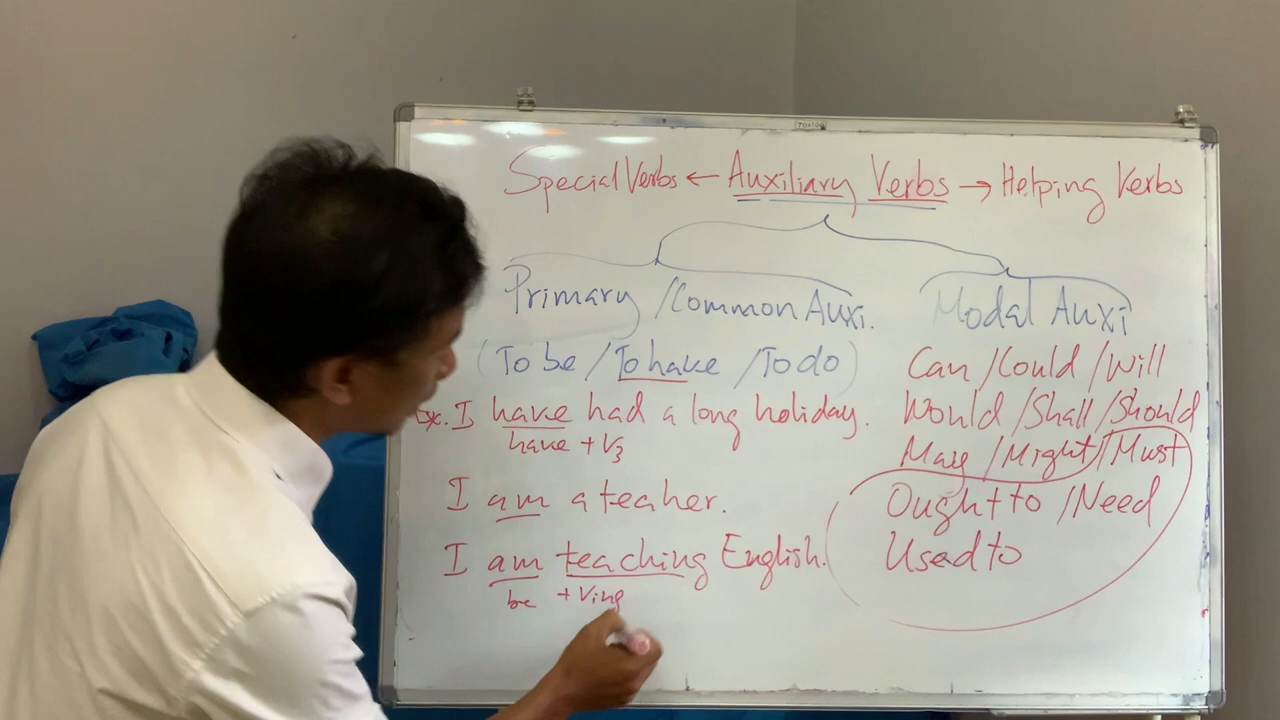 Special Verbs ← Auxiliary Verbs → Helping Verbs
Primary / Common Auxi.
(To be / To have / To do)
Ex. I have had a long holiday.
have + V3
I am a teaher.
I am teaching English.
be + Ving
Modal Auxi
Can / Could / Will
Would / Shall / Should
May / Might / Must
Ought to / Need
Used to